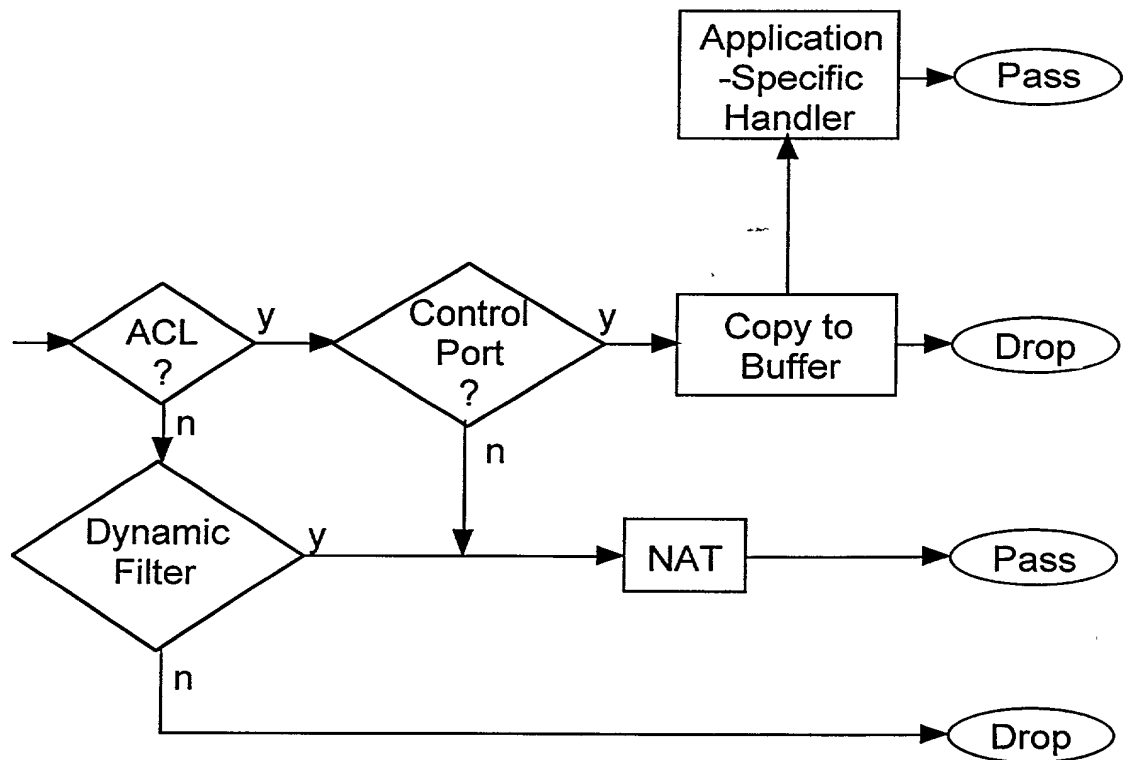 Application
-Specific
Handler
Pass
ACL
?
y
Control
Port
?
y
Copy to
Buffer
Drop
n
n
Dynamic
Filter
y
NAT
Pass
n
Drop